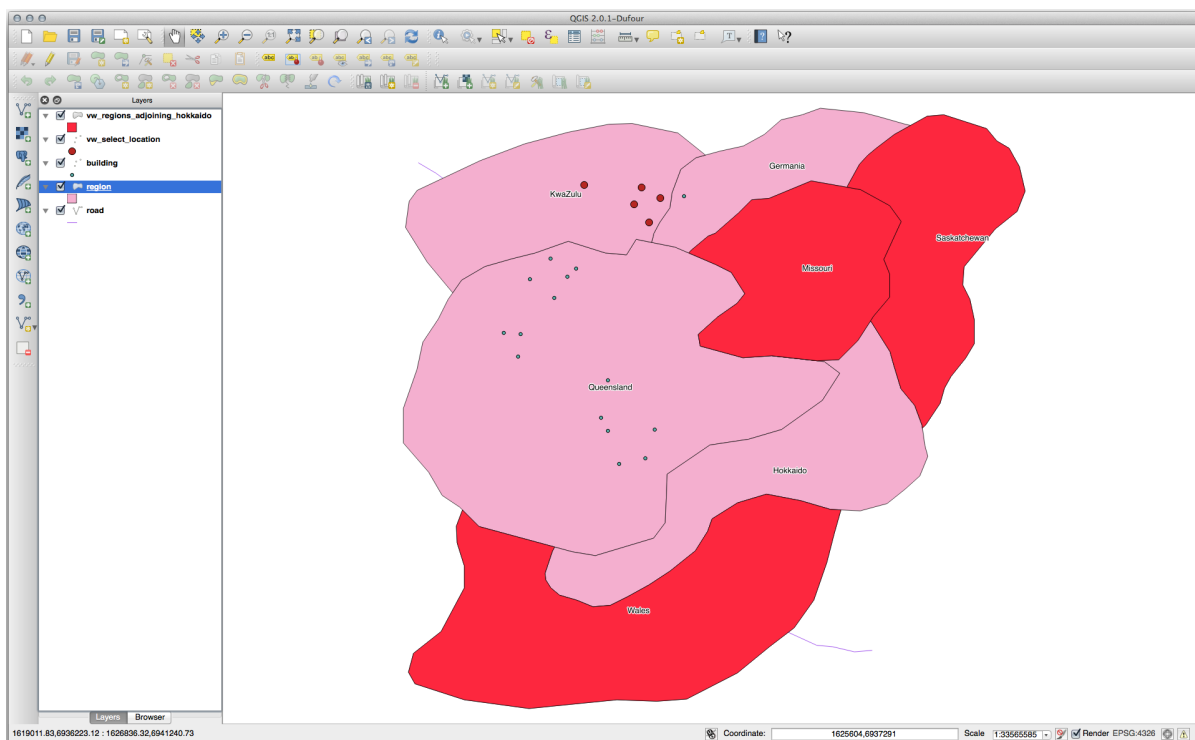 QGIS 2.0.1-Dufour
Layers
vw_regions_adjoining_hokkaido
vw_select_location
building
region
road
Germania
KwaZulu
Saskatchewan
Missouri
Queensland
Hokkaido
Wales
Layers Browser
1619011.83,6936223.12 : 1626836.32,6941240.73
Coordinate: 1625604,6937291
Scale 1:33565585
Render EPSG:4326